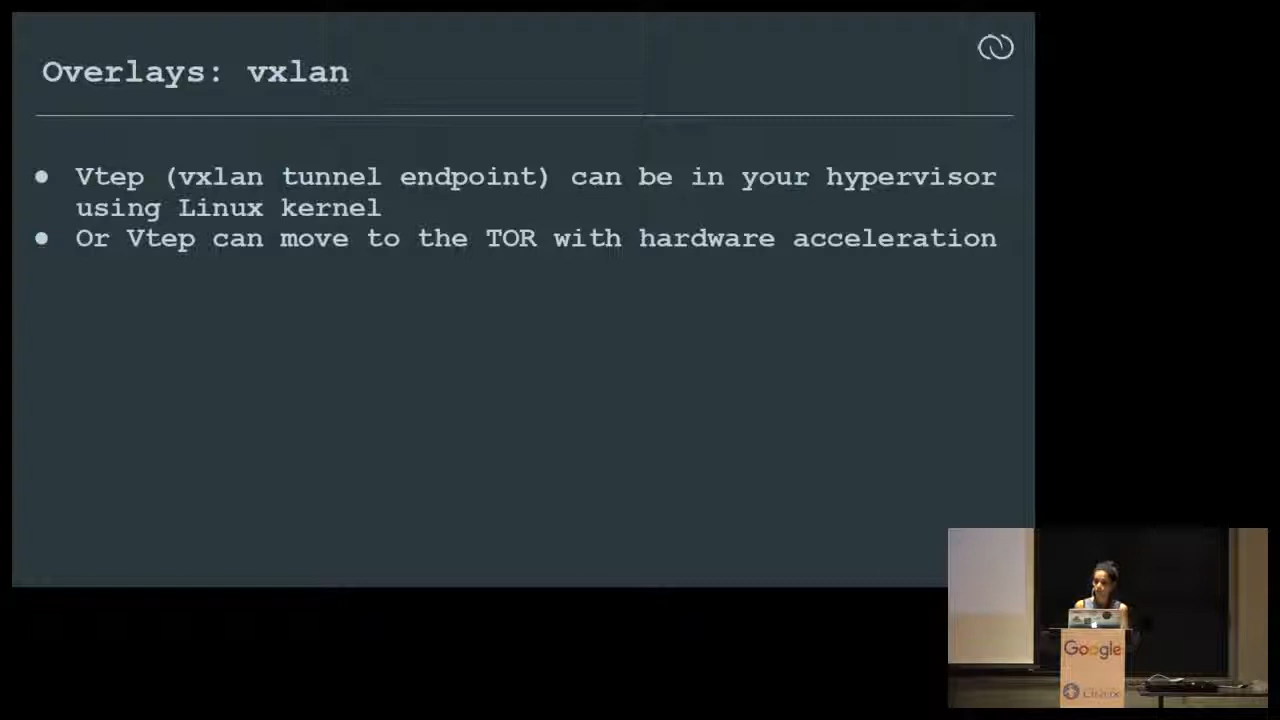 Overlays: vxlan
● Vtep (vxlan tunnel endpoint) can be in your hypervisor
using Linux kernel
● Or Vtep can move to the TOR with hardware acceleration
Google
Linux